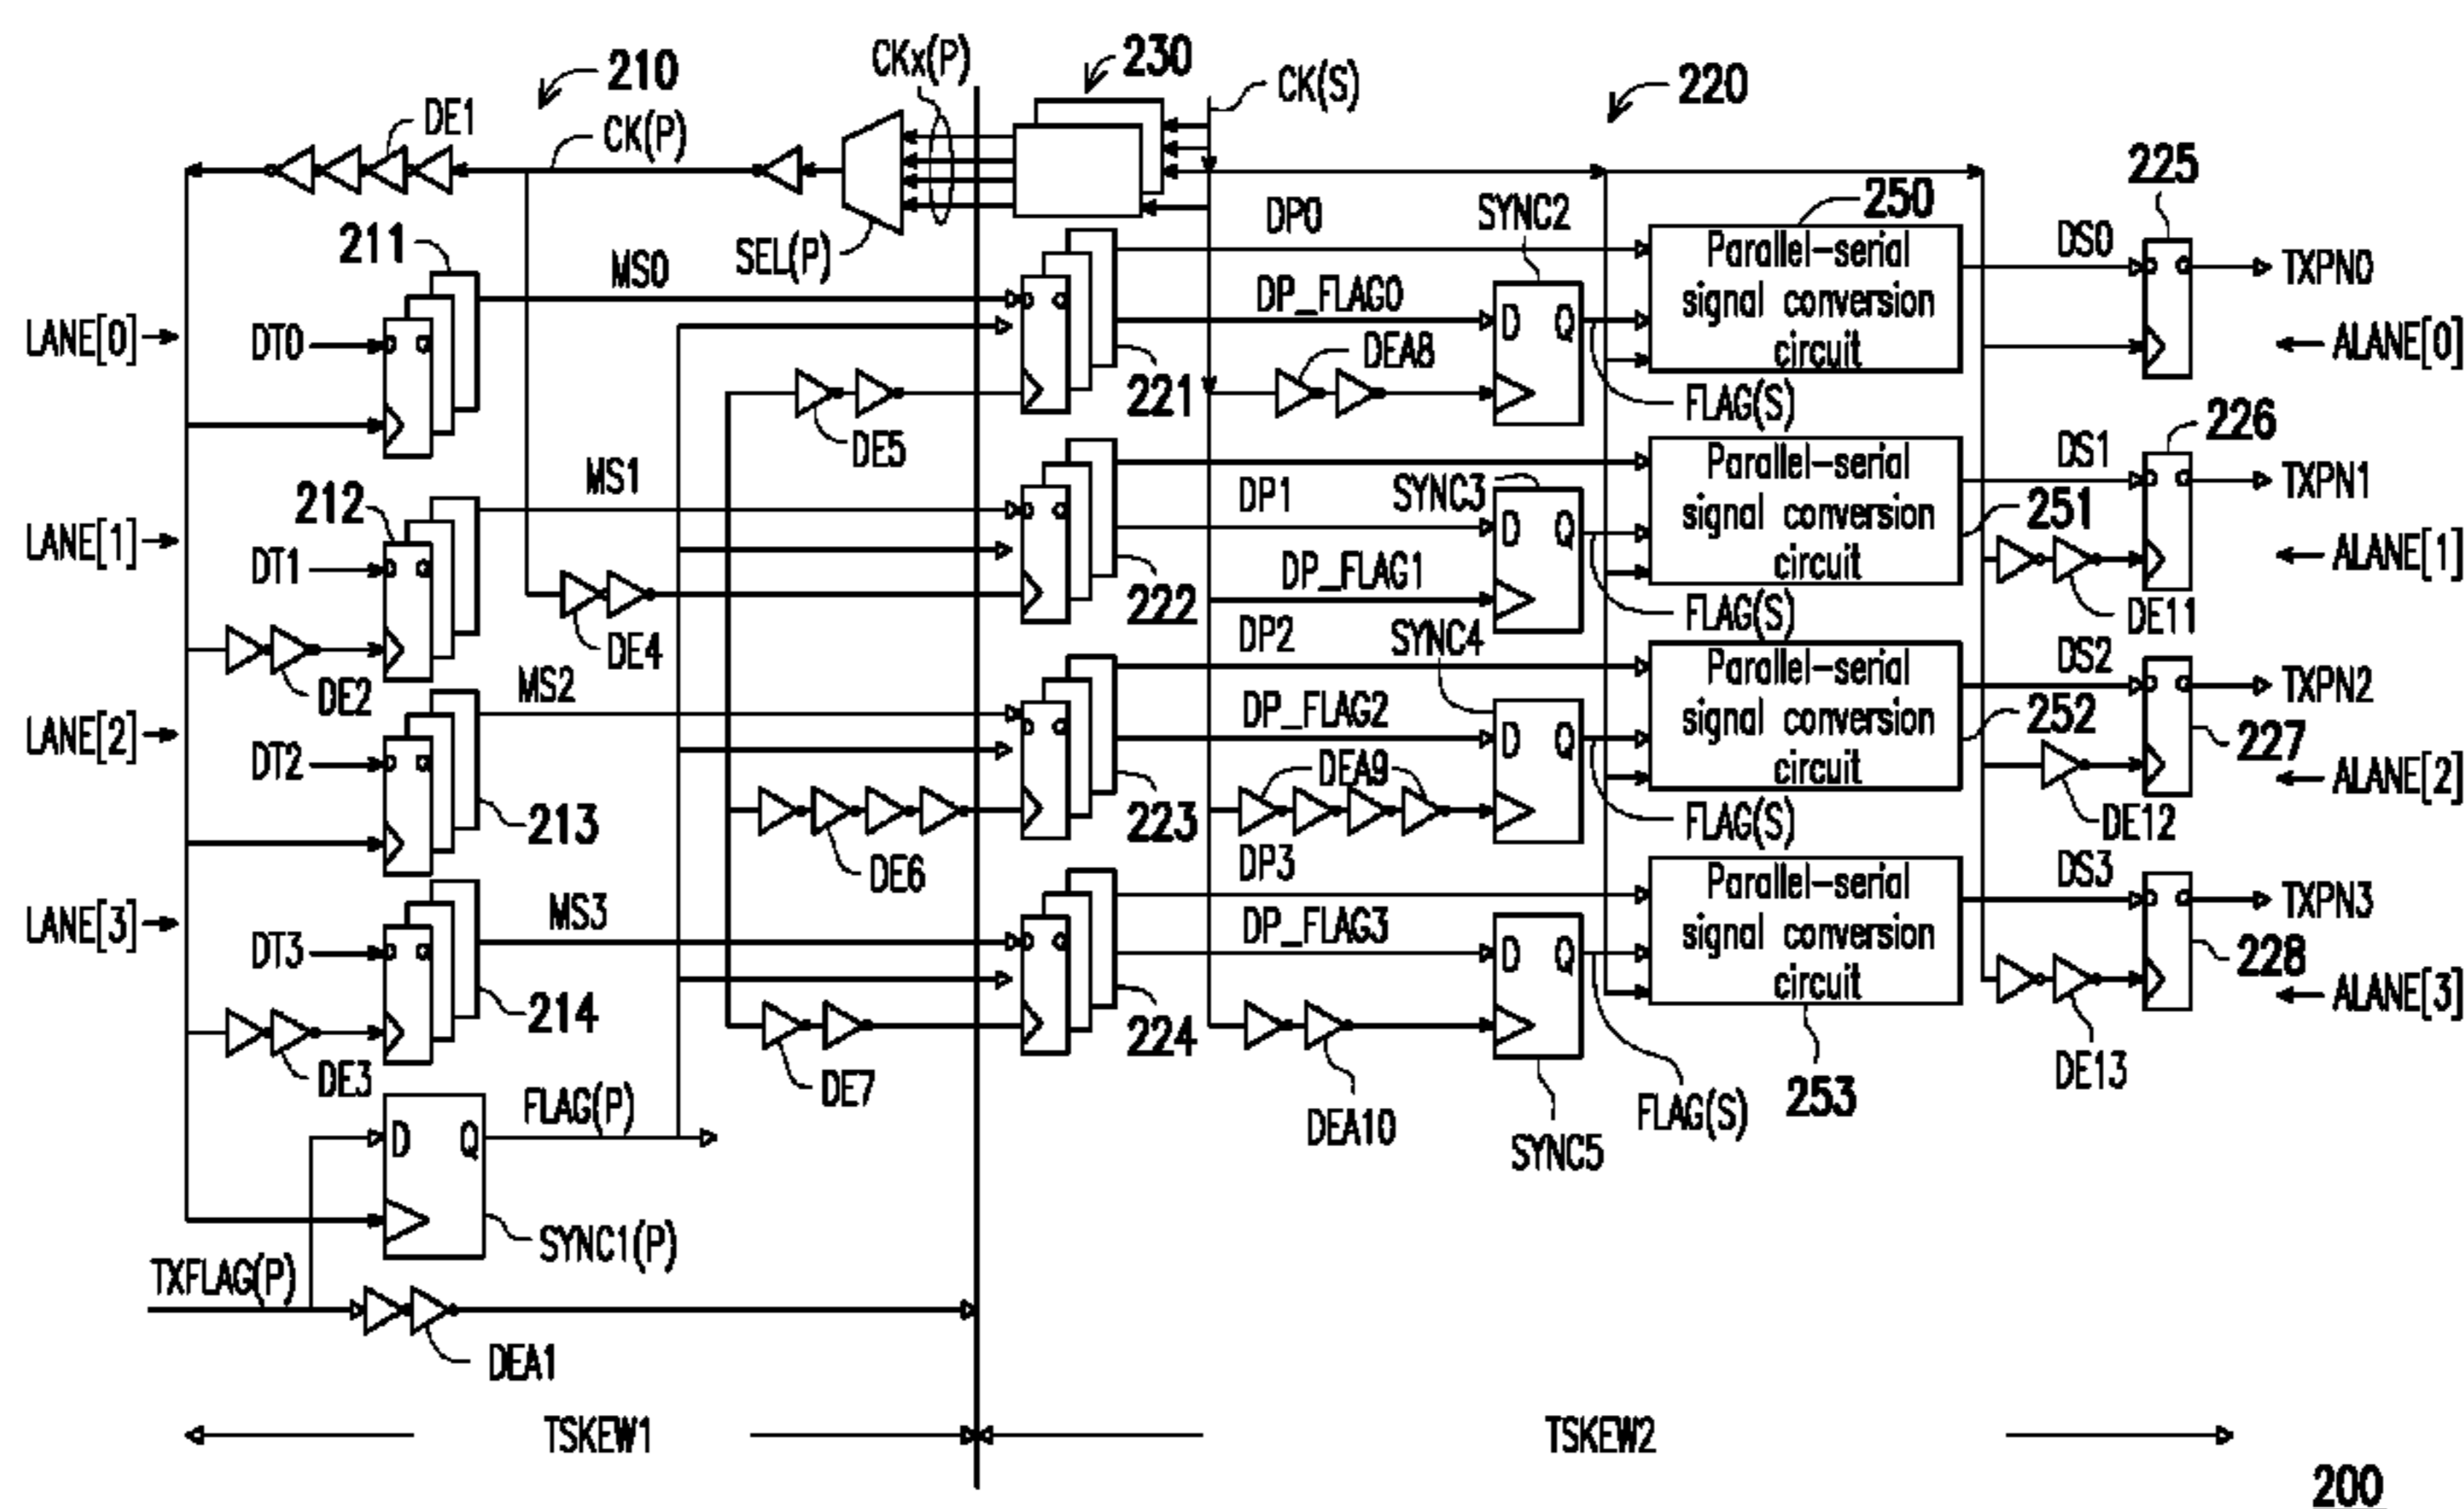 210
DE1
CK(P)
CKx(P)
230
CK(S)
220
SEL(P)
211
MS0
DP0
SYNC2
250
DS0
225
Parallel-serial
signal conversion
circuit
TXPN0
LANE[0]
DT0
D Q
D Q
DP_FLAG0
D Q
D Q
ALANE[0]
DEA8
221
FLAG(S)
DE5
212
MS1
DP1
SYNC3
Parallel-serial
signal conversion
circuit
DS1
226
TXPN1
251
LANE[1]
DT1
D Q
D Q
D Q
D Q
ALANE[1]
DP_FLAG1
222
DE4
FLAG(S)
DE11
DE2
MS2
DP2
SYNC4
Parallel-serial
signal conversion
circuit
DS2
TXPN2
252
227
LANE[2]
DT2
D Q
D Q
DP_FLAG2
D Q
D Q
ALANE[2]
213
DEA9
223
FLAG(S)
DE12
DE6
DP3
LANE[3]
DT3
MS3
D Q
D Q
DP_FLAG3
D Q
Parallel-serial
signal conversion
circuit
DS3
D Q
TXPN3
228
ALANE[3]
214
224
DE3
DE7
DEA10
SYNC5
FLAG(S)
253
DE13
D Q
FLAG(P)
SYNC1(P)
TXFLAG(P)
DEA1
TSKEW1
TSKEW2
200